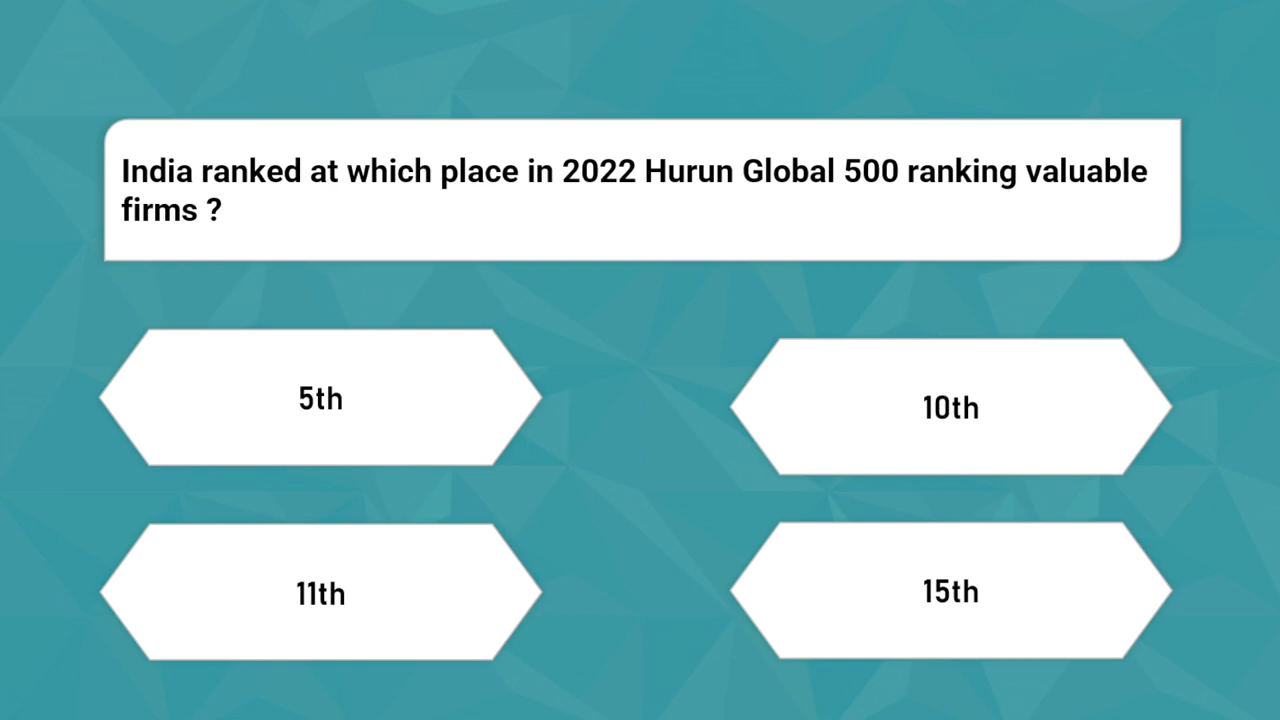 India ranked at which place in 2022 Hurun Global 500 ranking valuable
firms ?
5th
10th
11th
15th